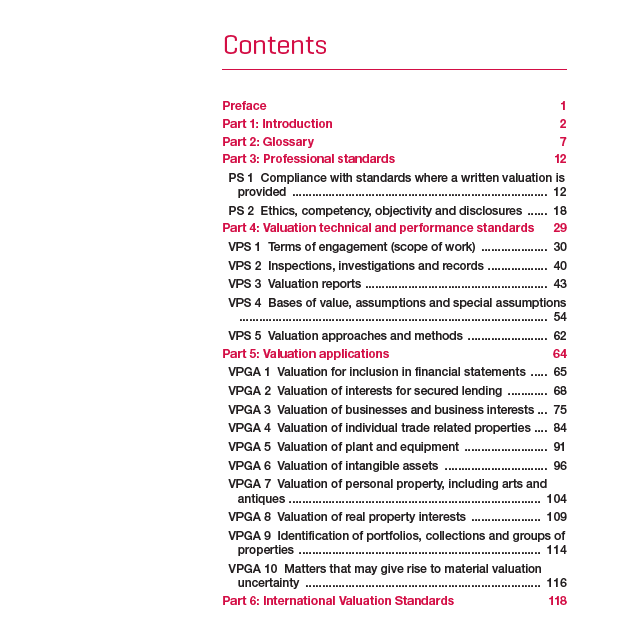 Contents
Preface 1
Part 1: Introduction 2
Part 2: Glossary 7
Part 3: Professional standards 12
PS 1 Compliance with standards where a written valuation is
provided ................................................................ 12
PS 2 Ethics, competency, objectivity and disclosures ...... 18
Part 4: Valuation technical and performance standards 29
VPS 1 Terms of engagement (scope of work) .................... 30
VPS 2 Inspections, investigations and records .................. 40
VPS 3 Valuation reports ....................................................... 43
VPS 4 Bases of value, assumptions and special assumptions
.............................................................................. 54
VPS 5 Valuation approaches and methods ........................ 62
Part 5: Valuation applications 64
VPGA 1 Valuation for inclusion in financial statements ..... 65
VPGA 2 Valuation of interests for secured lending ............ 68
VPGA 3 Valuation of businesses and business interests ... 75
VPGA 4 Valuation of individual trade related properties .... 84
VPGA 5 Valuation of plant and equipment ......................... 91
VPGA 6 Valuation of intangible assets ............................... 96
VPGA 7 Valuation of personal property, including arts and
antiques ............................................................................ 104
VPGA 8 Valuation of real property interests ..................... 109
VPGA 9 Identification of portfolios, collections and groups of
properties ......................................................................... 114
VPGA 10 Matters that may give rise to material valuation
uncertainty ....................................................................... 116
Part 6: International Valuation Standards 118